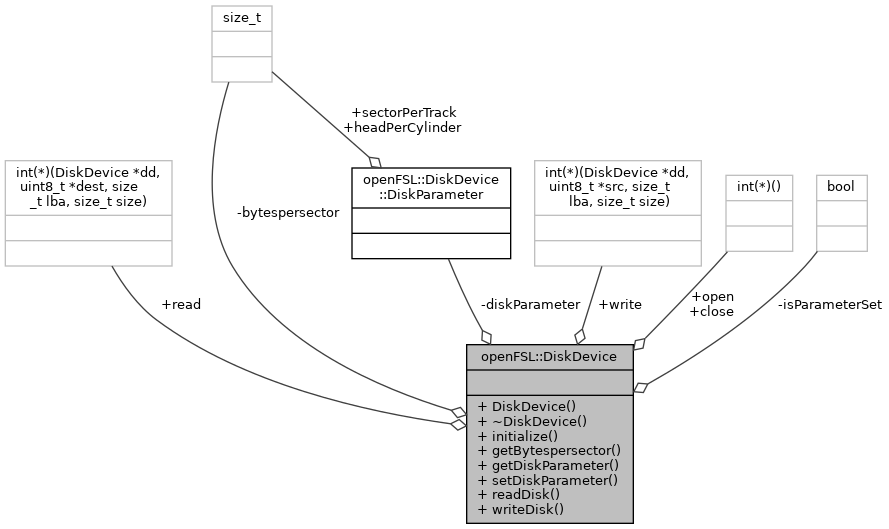 size_t
+sectorPerTrack
+headPerCylinder
int(*)(DiskDevice *dd,
uint8_t *dest, size
_t lba, size_t size)
openFSL::DiskDevice
::DiskParameter
int(*)(DiskDevice *dd,
uint8_t *src, size_t
lba, size_t size)
int(*)()
bool
-bytespersector
+read
-diskParameter
+write
+open
+close
-isParameterSet
openFSL::DiskDevice
+ DiskDevice()
+ ~DiskDevice()
+ initialize()
+ getBytespersector()
+ getDiskParameter()
+ setDiskParameter()
+ readDisk()
+ writeDisk()